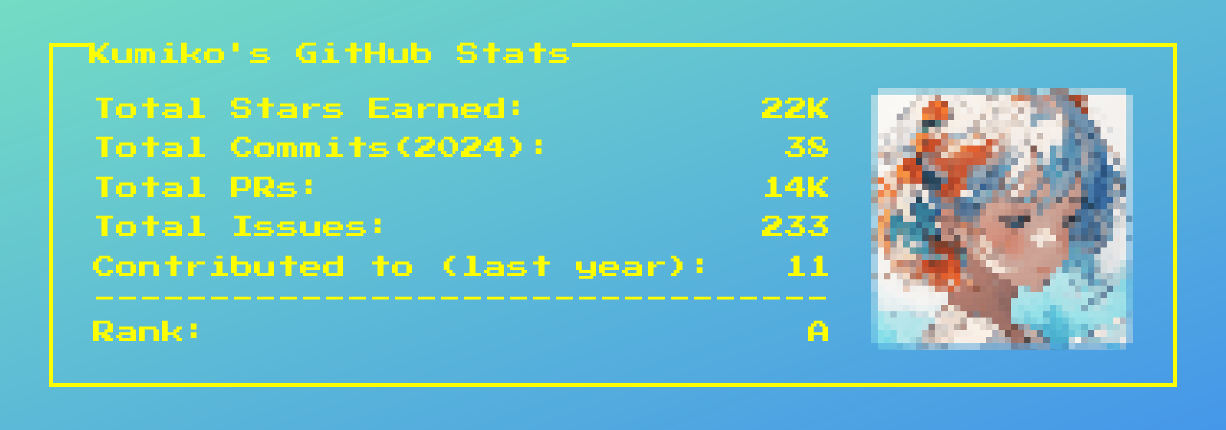 Kumiko's GitHub Stats
Total Stars Earned: 22K
Total Commits(2024): 38
Total PRs: 14K
Total Issues: 233
Contributed to (last year): 11
---------------------------------
Rank: A